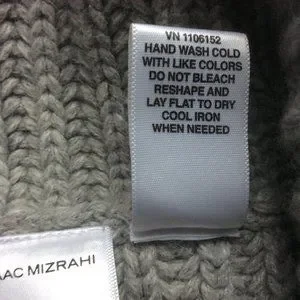 VN 1106152
HAND WASH COLD
WITH LIKE COLORS
DO NOT BLEACH
RESHAPE AND
LAY FLAT TO DRY
COOL IRON
WHEN NEEDED
AAC MIZRAHI